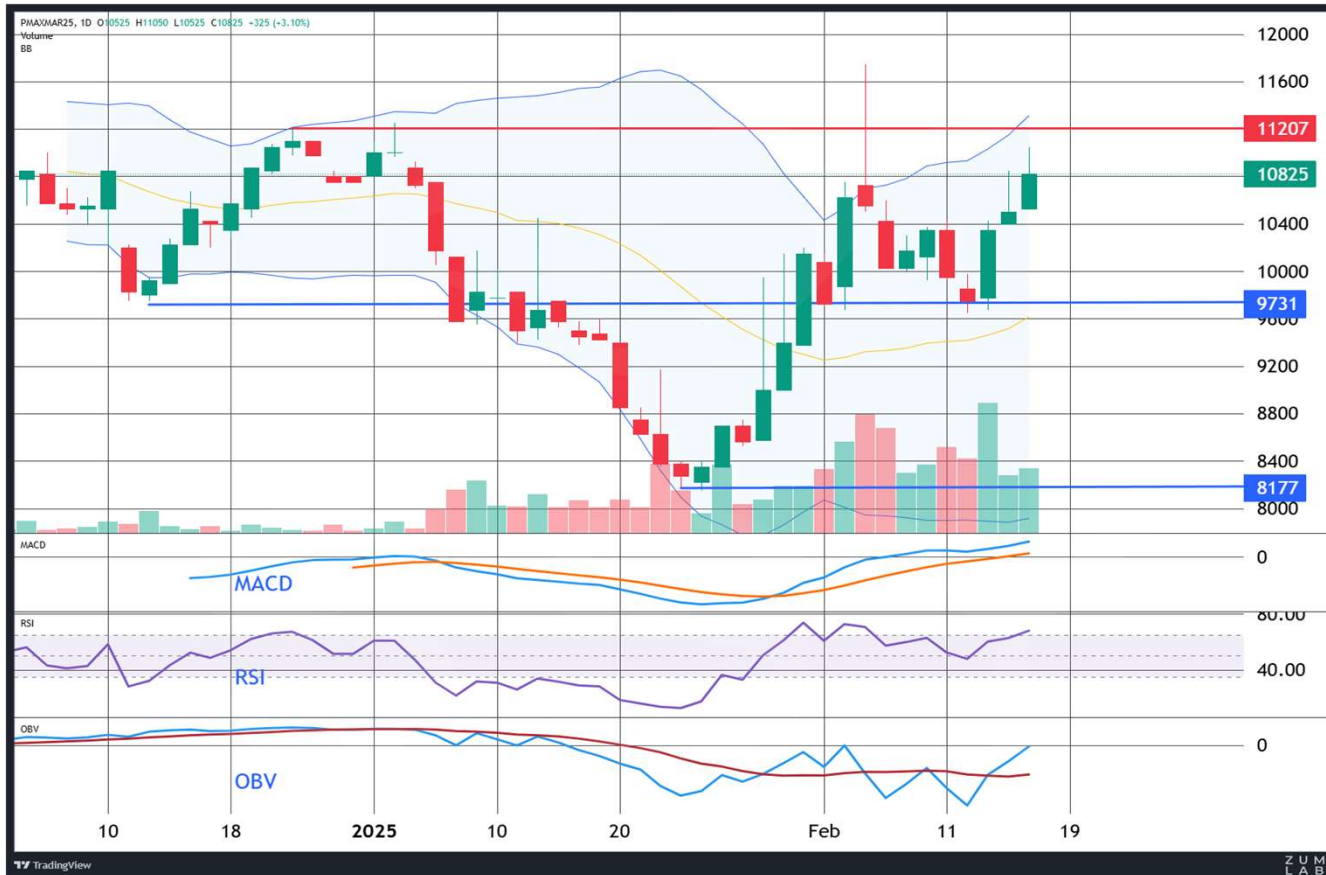 PMAXMAR25, 1D O10525 H11050 L10525 C10825 +325 (+3.10%)
Volume
BB
12000
11600
11207
10825
10400
10000
9731
9600
9200
8800
8400
8177
8000
MACD
0
MACD
RSI
80.00
RSI
40.00
OBV
0
OBV
10 18 2025 10 20 Feb 11 19
TradingView
ZUM
LAB